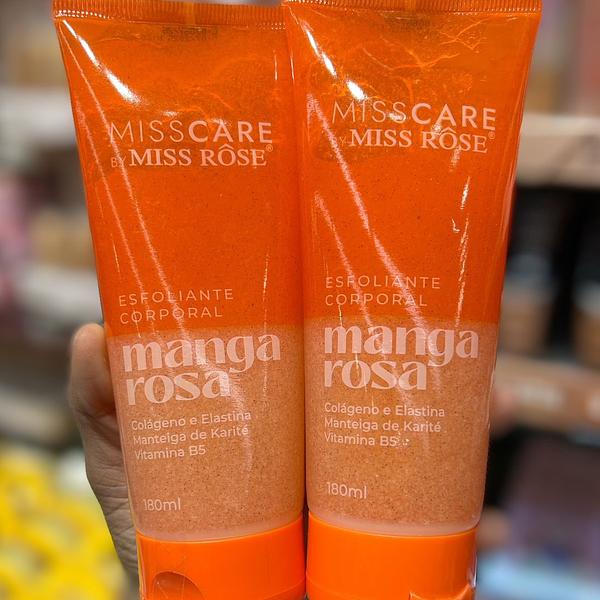 MISSCARE
BY MISS RÔSE®
ESFOLIANTE
CORPORAL
manga
rosa
Colágeno e Elastina
Manteiga de Karité
Vitamina B5
180ml
MISSCARE
BY MISS RÔSE®
ESFOLIANTE
CORPORAL
manga
rosa
Colágeno e Elastina
Manteiga de Karité
Vitamina B5
180ml